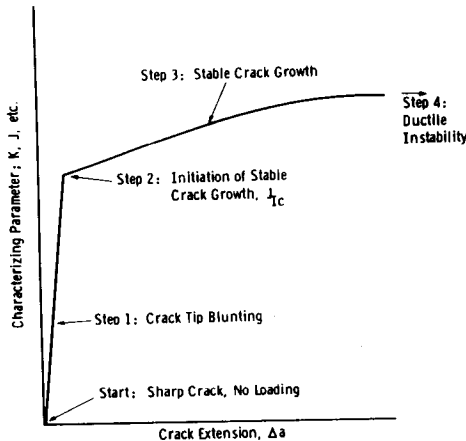 Step 3: Stable Crack Growth
Step 4:
Ductile
Instability
Step 2: Initiation of Stable
Crack Growth, J_Ic
Characterizing Parameter; K, J, etc.
Step 1: Crack Tip Blunting
Start: Sharp Crack, No Loading
Crack Extension, Δa